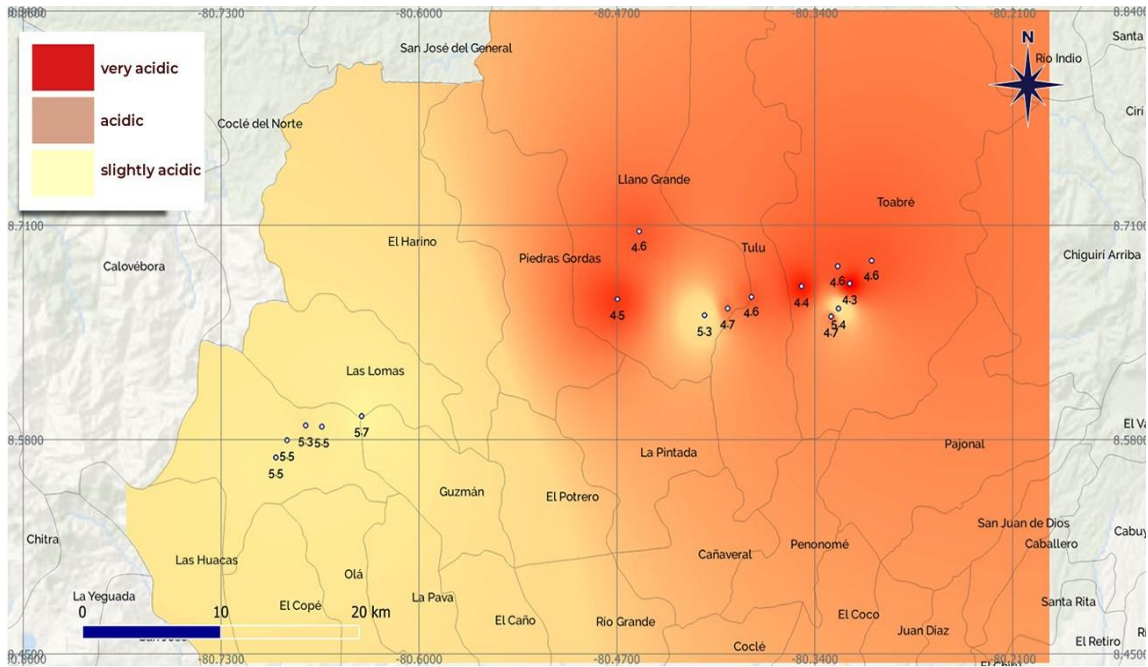 8.8400 -80.7300 -80.6000 -80.4700 -80.3400 -80.2100 8.8400
San José del General
Santa
N
Rio Indio
very acidic
acidic
slightly acidic
Coclé del Norte
Ciri
Llano Grande
Toabré
8.7100 8.7100
El Harino
Tulu
Piedras Gordas
Chiguirí Arriba
Calovébora
4.6
4.6 4.6
4.5 4.4 4.3
4.6
5.3 4.7 5.4
4.7
Las Lomas
5.7
8.5800 8.5800
5.3 5.5
5.5
5.5
El Va
Pajonal
La Pintada
Guzmán
El Potrero
San Juan de Dios
Cabuy
Chitra
Penonomé
Caballero
Cañaveral
Las Huacas
Olá
La Yeguada
La Pava
El Copé
Santa Rita
0 10 20 km
El Coco
El Caño
Río Grande
Juan Diaz
El Retiro
San José
Coclé
-80.7300 -80.6000 -80.4700 -80.3400 -80.2100 8.4500
El Chirú